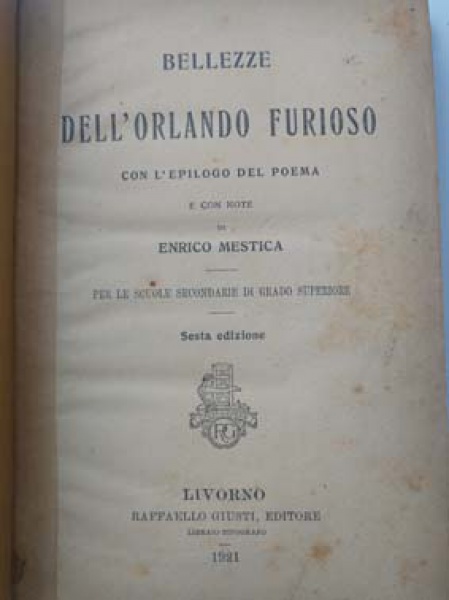 BELLEZZE
DELL'ORLANDO FURIOSO
CON L'EPILOGO DEL POEMA
E CON NOTE
DI
ENRICO MESTICA
PER LE SCUOLE SECONDARIE DI GRADO SUPERIORE
Sesta edizione
RG
LIVORNO
RAFFAELLO GIUSTI, EDITORE
LIBRAIO-TIPOGRAFO
1921